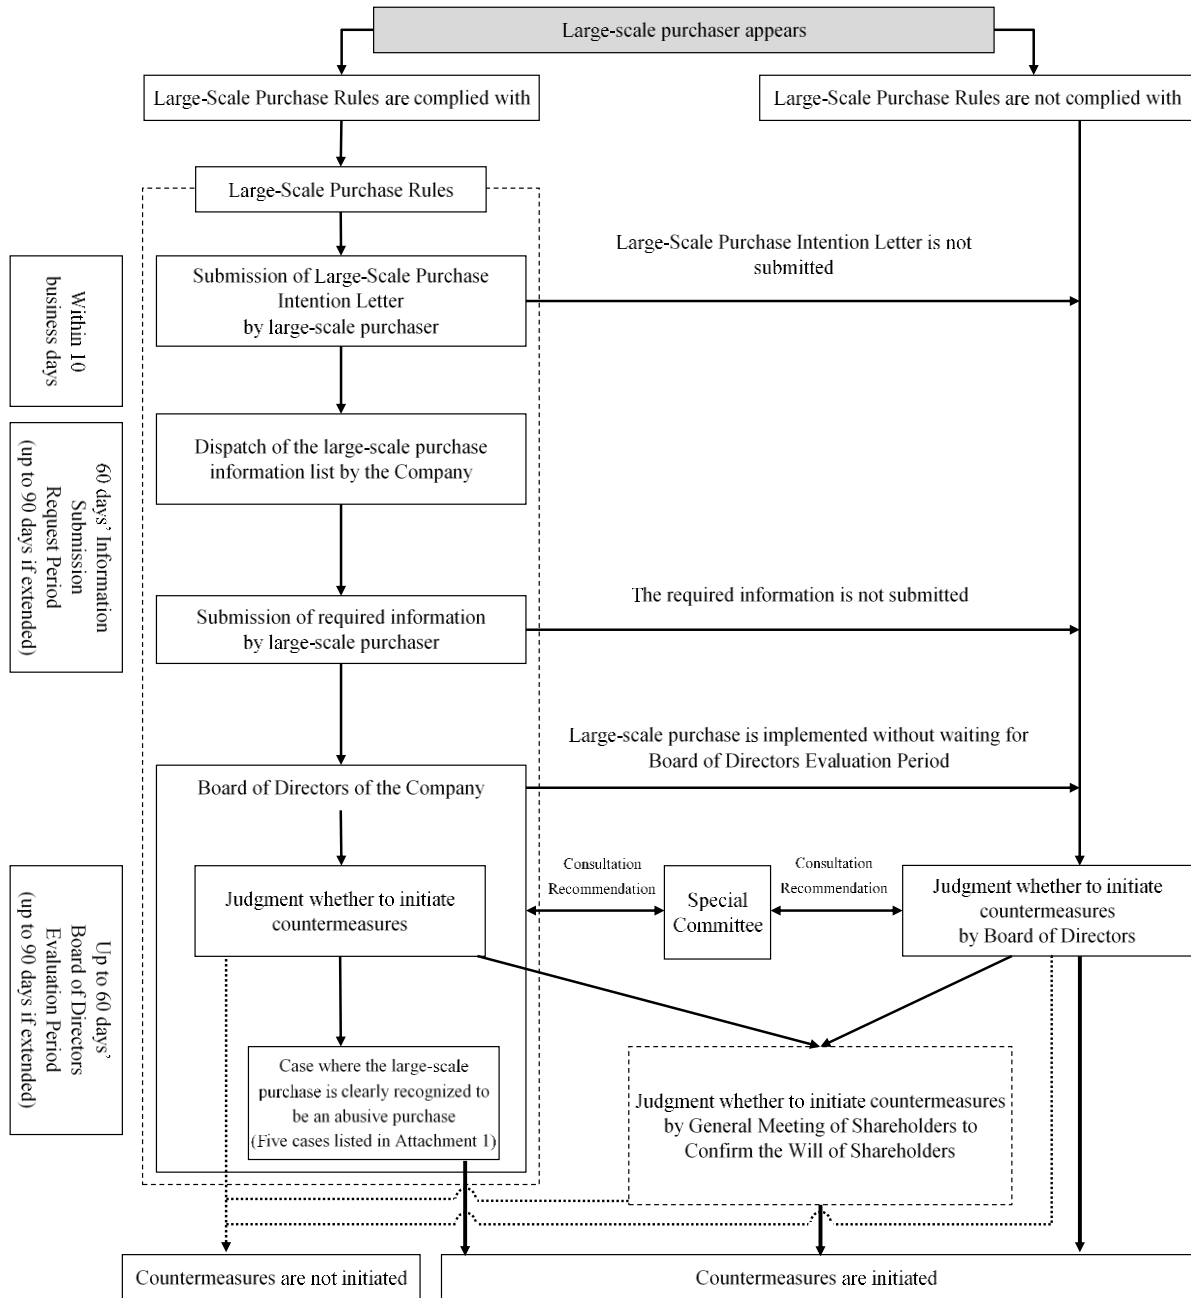 Large-scale purchaser appears
Large-Scale Purchase Rules are complied with
Large-Scale Purchase Rules are not complied with
Large-Scale Purchase Rules
Large-Scale Purchase Intention Letter is not
submitted
Within 10
business days
Submission of Large-Scale Purchase
Intention Letter
by large-scale purchaser
Dispatch of the large-scale purchase
information list by the Company
60 days’ Information
Submission
Request Period
(up to 90 days if extended)
The required information is not submitted
Submission of required information
by large-scale purchaser
Large-scale purchase is implemented without waiting for
Board of Directors Evaluation Period
Board of Directors of the Company
Up to 60 days’
Board of Directors
Evaluation Period
(up to 90 days if extended)
Judgment whether to initiate
countermeasures
Consultation
Recommendation
Special
Committee
Consultation
Recommendation
Judgment whether to initiate
countermeasures
by Board of Directors
Case where the large-scale
purchase is clearly recognized to
be an abusive purchase
(Five cases listed in Attachment 1)
Judgment whether to initiate countermeasures
by General Meeting of Shareholders to
Confirm the Will of Shareholders
Countermeasures are not initiated
Countermeasures are initiated